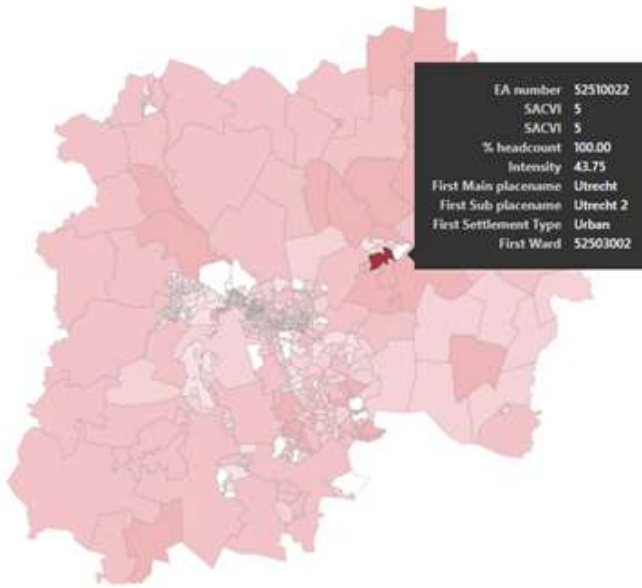 EA number 52510022
SACVI 5
SACVI 5
% headcount 100.00
Intensity 43.75
First Main placename Utrecht
First Sub placename Utrecht 2
First Settlement Type Urban
First Ward 52503002